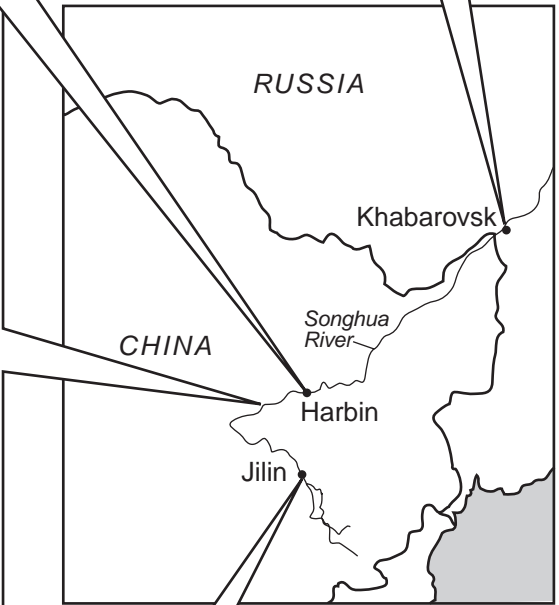 RUSSIA
Khabarovsk
Songhua
River
CHINA
Harbin
Jilin